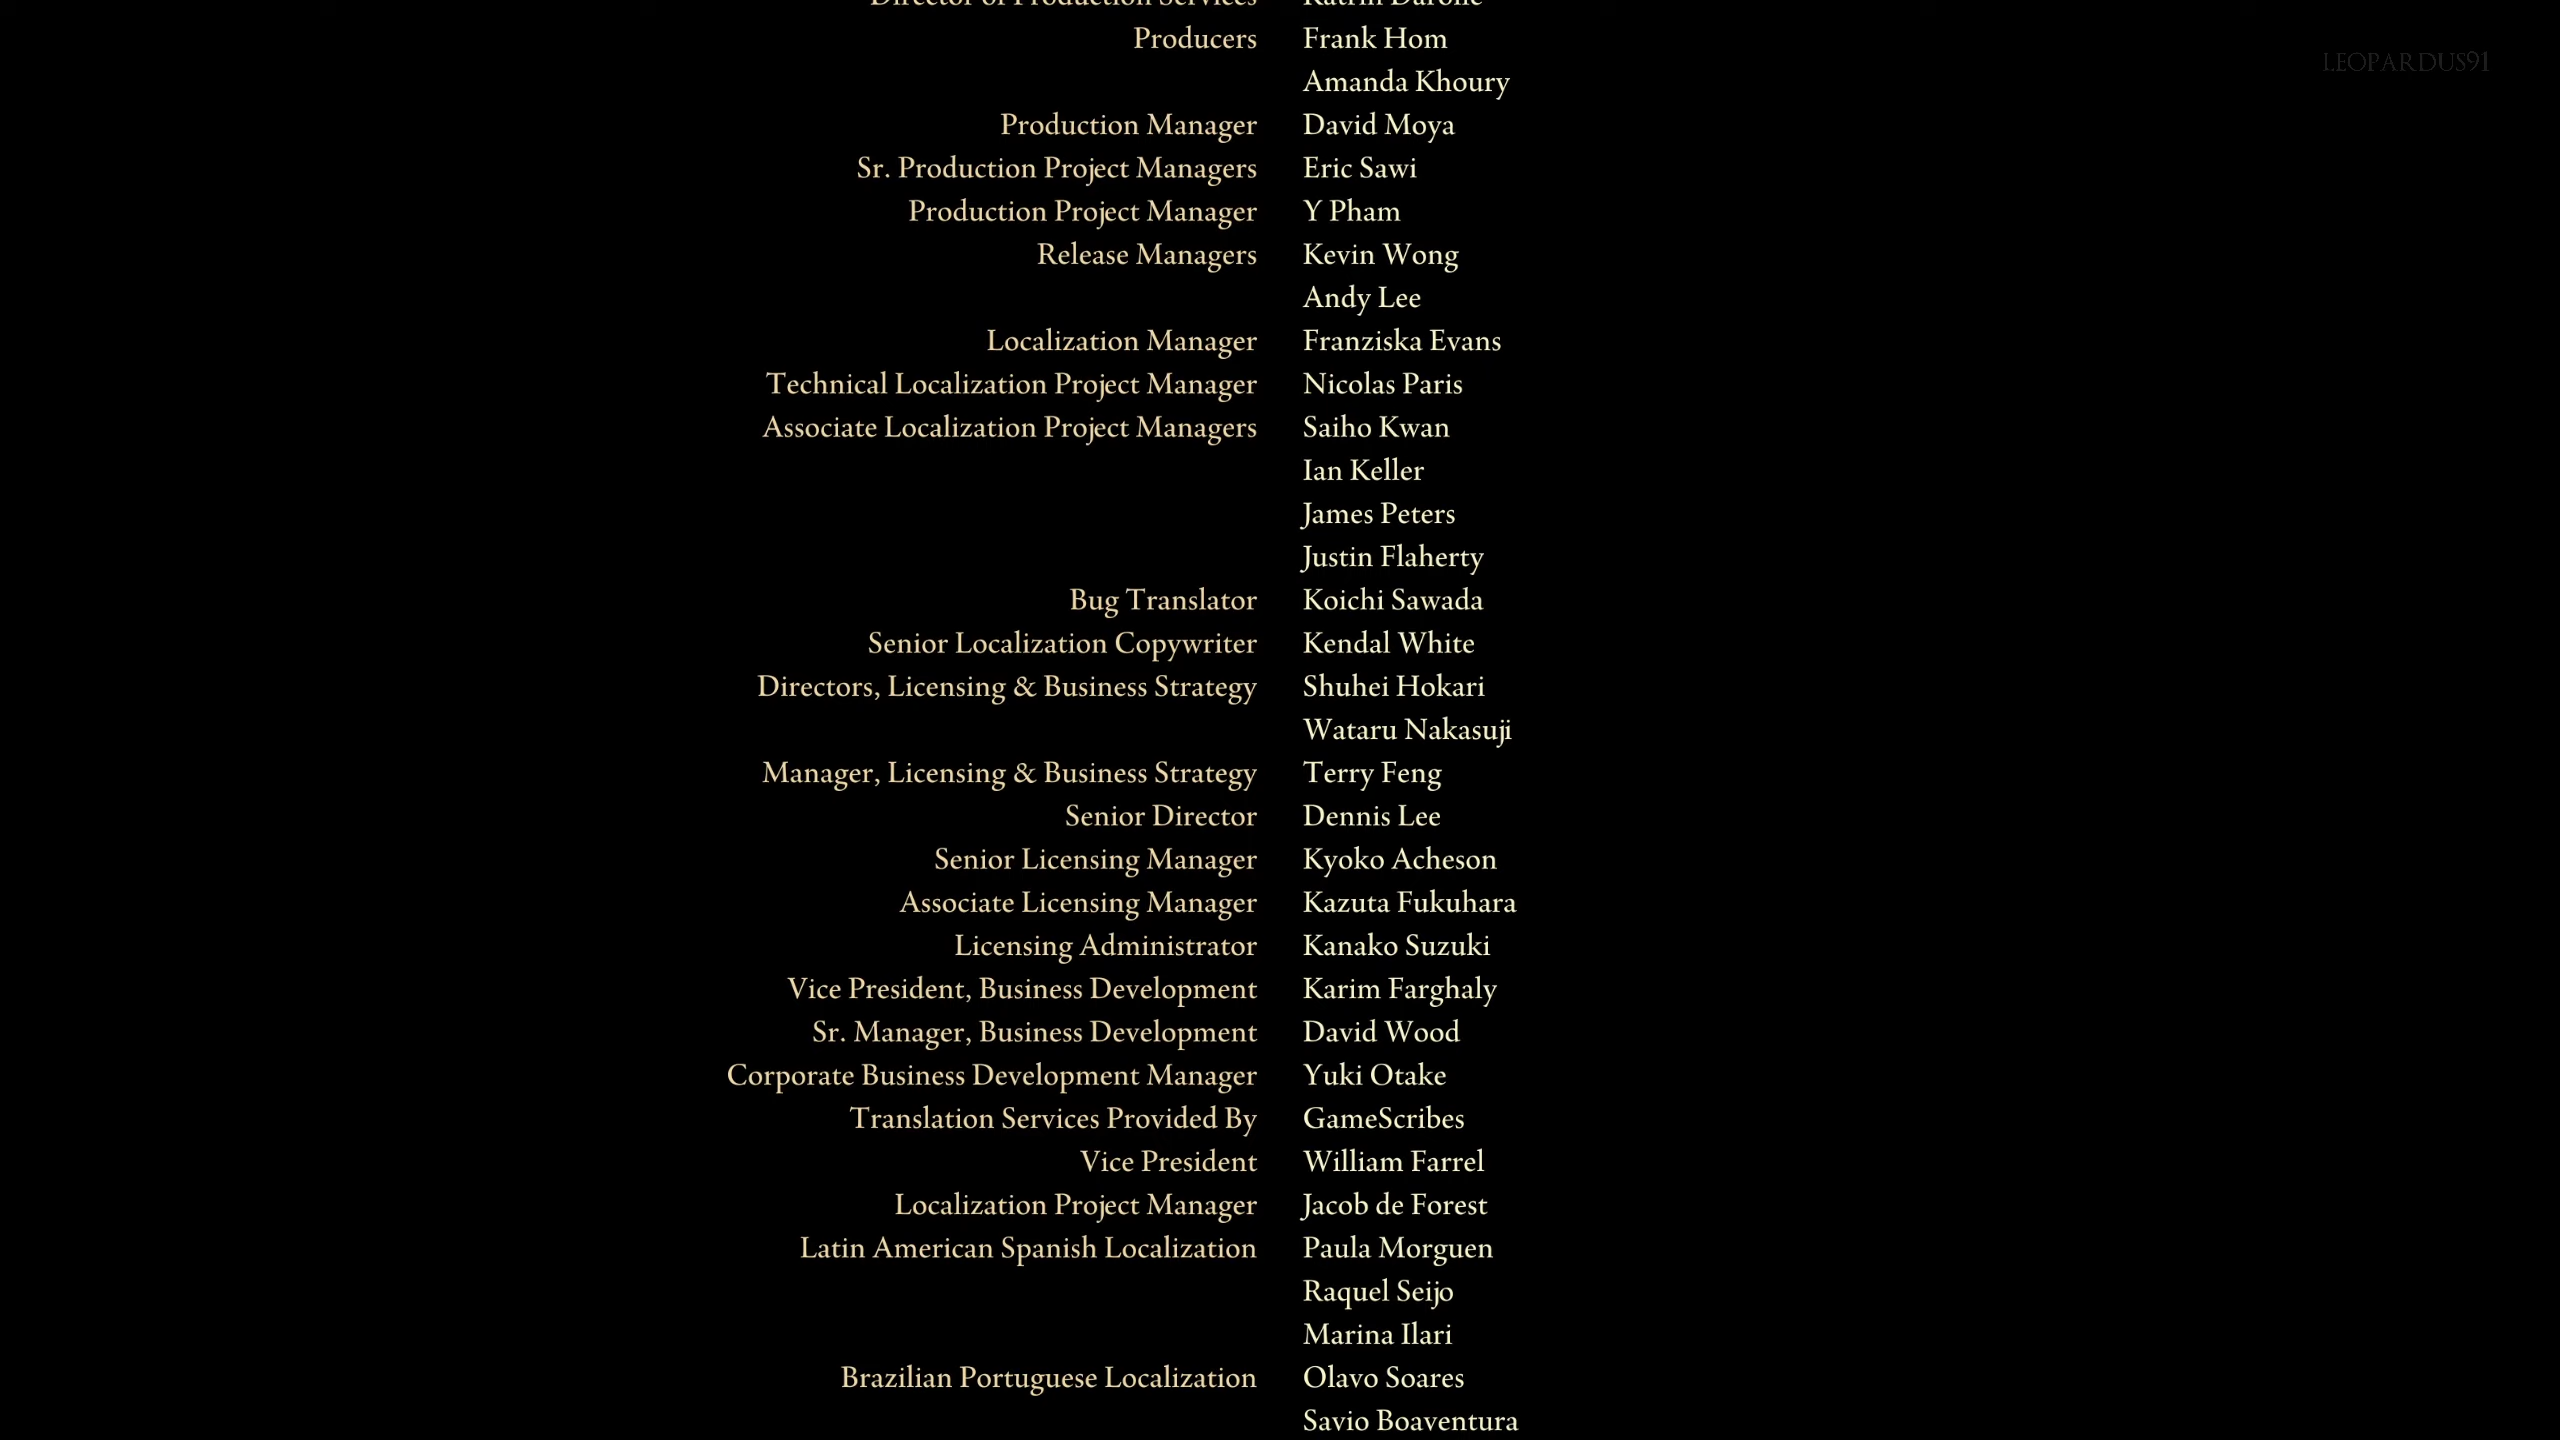 Director of Production Services Katrin Darolle
Producers Frank Hom
Amanda Khoury
Production Manager David Moya
Sr. Production Project Managers Eric Sawi
Production Project Manager Y Pham
Release Managers Kevin Wong
Andy Lee
Localization Manager Franziska Evans
Technical Localization Project Manager Nicolas Paris
Associate Localization Project Managers Saiho Kwan
Ian Keller
James Peters
Justin Flaherty
Bug Translator Koichi Sawada
Senior Localization Copywriter Kendal White
Directors, Licensing & Business Strategy Shuhei Hokari
Wataru Nakasuji
Manager, Licensing & Business Strategy Terry Feng
Senior Director Dennis Lee
Senior Licensing Manager Kyoko Acheson
Associate Licensing Manager Kazuta Fukuhara
Licensing Administrator Kanako Suzuki
Vice President, Business Development Karim Farghaly
Sr. Manager, Business Development David Wood
Corporate Business Development Manager Yuki Otake
Translation Services Provided By GameScribes
Vice President William Farrel
Localization Project Manager Jacob de Forest
Latin American Spanish Localization Paula Morguen
Raquel Seijo
Marina Ilari
Brazilian Portuguese Localization Olavo Soares
Savio Boaventura
LEOPARDUS91